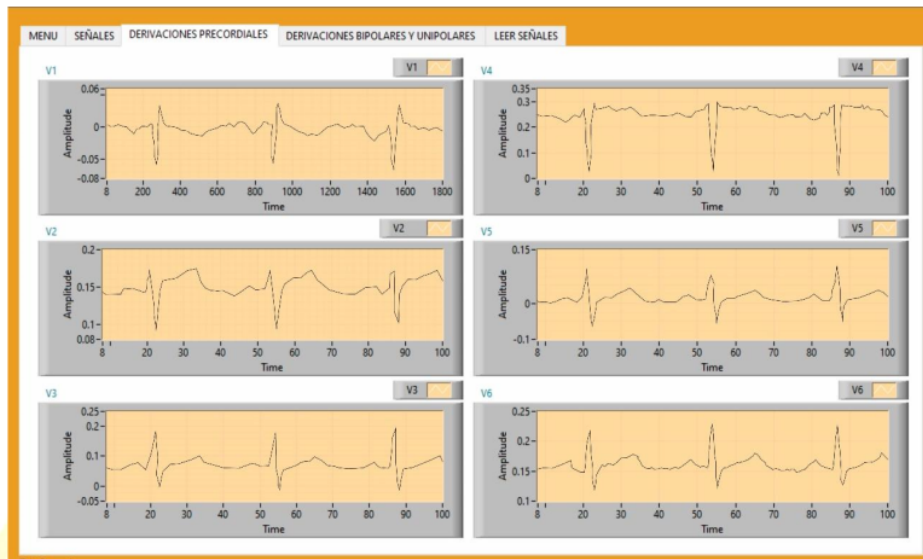 MENU SEÑALES DERIVACIONES PRECORDIALES DERIVACIONES BIPOLARES Y UNIPOLARES LEER SEÑALES
V1 V1
0.06
0
-0.05
-0.08
Amplitude
8 200 400 600 800 1000 1200 1400 1600 1800
Time
V4 V4
0.35
0.3
0.2
0.1
0
Amplitude
8 20 30 40 50 60 70 80 90 100
Time
V2 V2
0.2
0.15
0.1
0.08
Amplitude
8 20 30 40 50 60 70 80 90 100
Time
V5 V5
0.15
0
-0.1
Amplitude
8 20 30 40 50 60 70 80 90 100
Time
V3 V3
0.25
0.2
0.1
0
-0.05
Amplitude
8 20 30 40 50 60 70 80 90 100
Time
V6 V6
0.25
0.2
0.15
0.1
Amplitude
8 20 30 40 50 60 70 80 90 100
Time